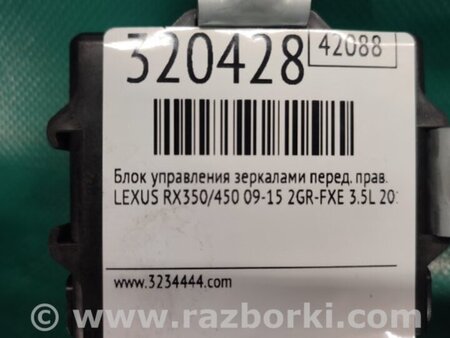 320428
42088
Блок управления зеркалами перед. прав.
LEXUS RX350/450 09-15 2GR-FXE 3.5L 20
www.3234444.com
© www.razborki.com